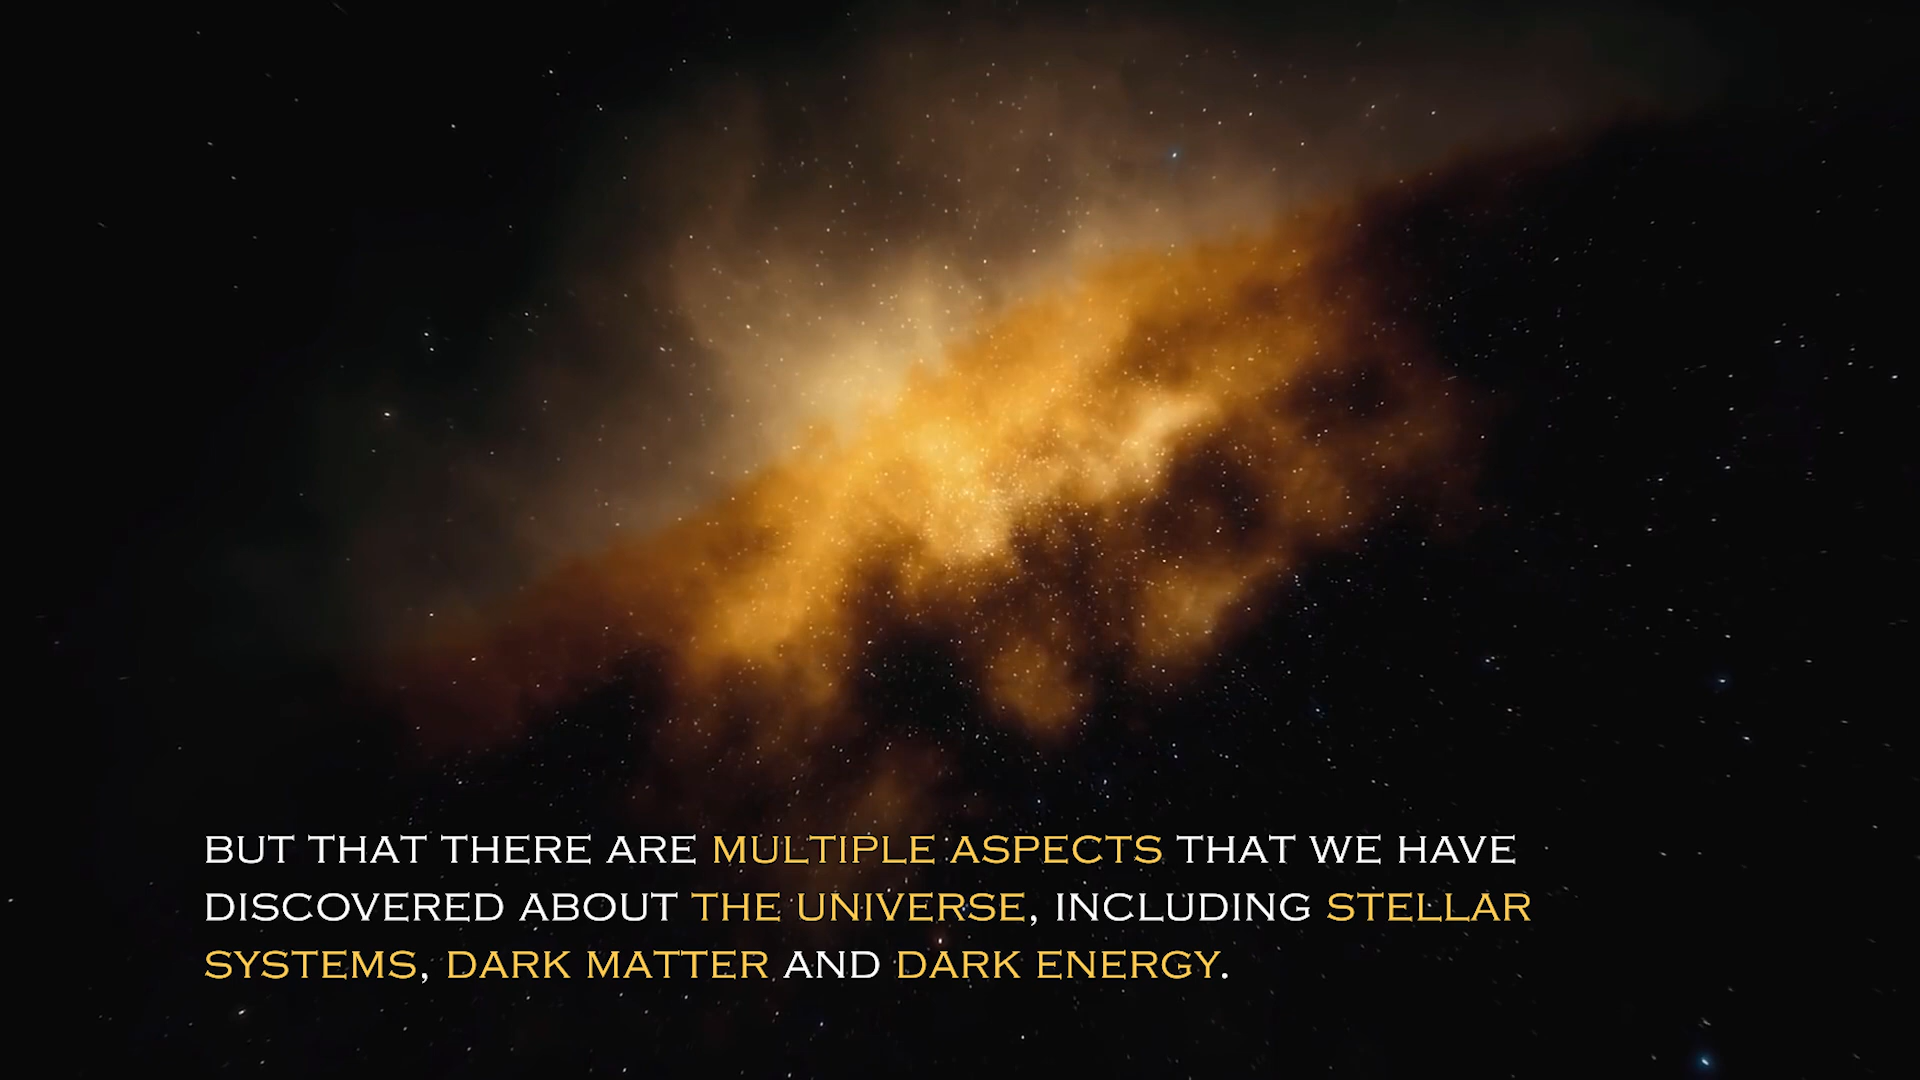 BUT THAT THERE ARE MULTIPLE ASPECTS THAT WE HAVE
DISCOVERED ABOUT THE UNIVERSE, INCLUDING STELLAR
SYSTEMS, DARK MATTER AND DARK ENERGY.